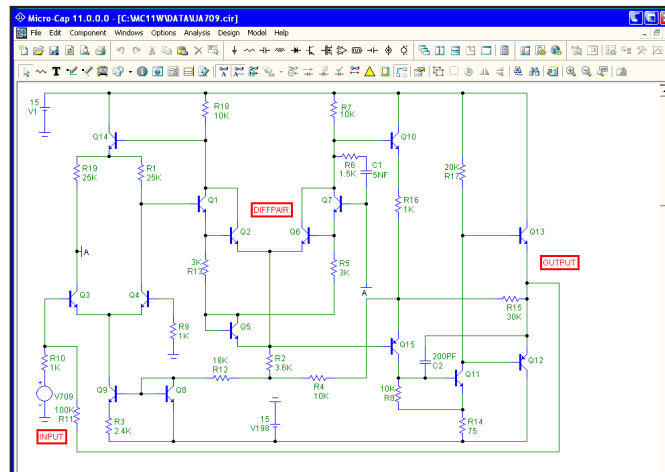 Micro-Cap 11.0.0.0 - [C:\MC11W\DATA\UA709.cir]
File Edit Component Windows Options Analysis Design Model Help
15
V1
Q14
R18
10K
R7
10K
Q10
R19
25K
R1
25K
R6
1.5K
C1
5NF
20K
R17
Q1
Q2
DIFFPAIR
Q6
Q7
R16
1K
Q13
A
3K
R13
R5
3K
OUTPUT
A
Q3
Q4
Q5
R15
30K
R9
1K
Q15
R10
1K
18K
R12
R2
3.6K
200PF
C2
Q11
Q12
V709
Q9
Q8
R4
10K
10K
R8
100K
R11
R3
2.4K
15
V198
R14
75
INPUT